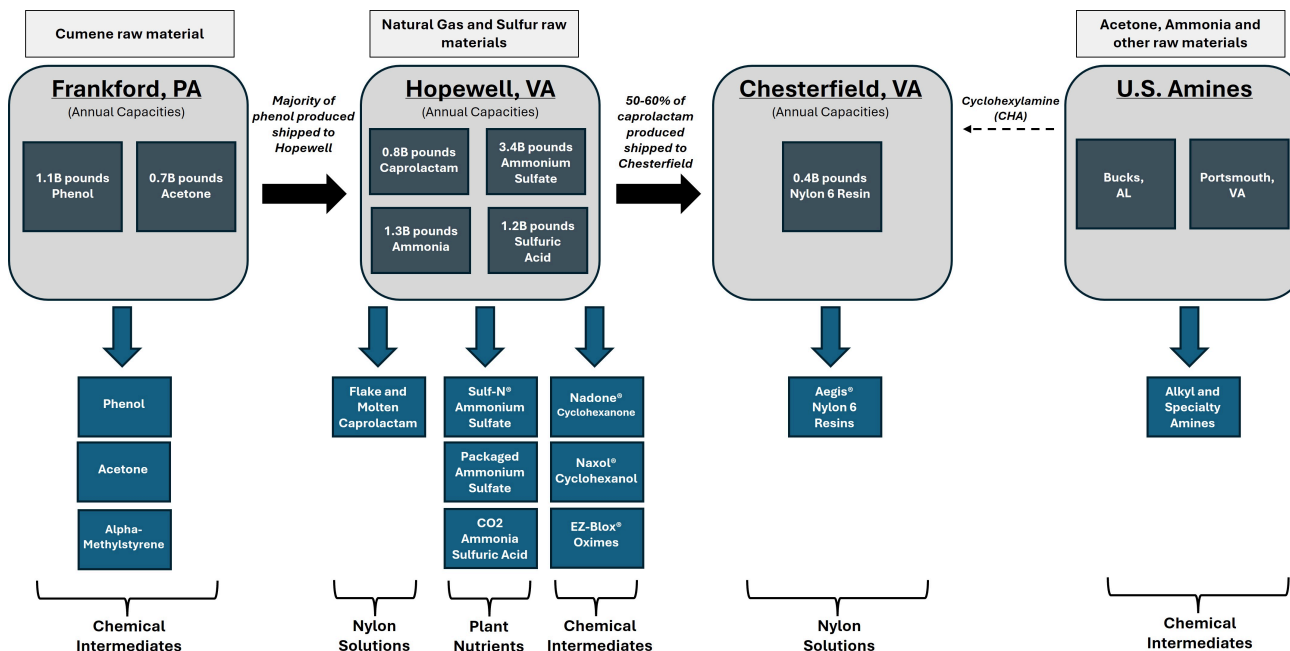 Cumene raw material
Frankford, PA
(Annual Capacities)
1.1B pounds
Phenol
0.7B pounds
Acetone
Majority of
phenol produced
shipped to
Hopewell
Natural Gas and Sulfur raw
materials
Hopewell, VA
(Annual Capacities)
0.8B pounds
Caprolactam
3.4B pounds
Ammonium
Sulfate
1.3B pounds
Ammonia
1.2B pounds
Sulfuric
Acid
50-60% of
caprolactam
produced
shipped to
Chesterfield
Chesterfield, VA
(Annual Capacities)
0.4B pounds
Nylon 6 Resin
Cyclohexylamine
(CHA)
Acetone, Ammonia and
other raw materials
U.S. Amines
Bucks,
AL
Portsmouth,
VA
Phenol
Acetone
Alpha-
Methylstyrene
Chemical
Intermediates
Flake and
Molten
Caprolactam
Nylon
Solutions
Sulf-N®
Ammonium
Sulfate
Packaged
Ammonium
Sulfate
CO2
Ammonia
Sulfuric Acid
Plant
Nutrients
Nadone®
Cyclohexanone
Naxol®
Cyclohexanol
EZ-Blox®
Oximes
Chemical
Intermediates
Aegis®
Nylon 6
Resins
Nylon
Solutions
Alkyl and
Specialty
Amines
Chemical
Intermediates